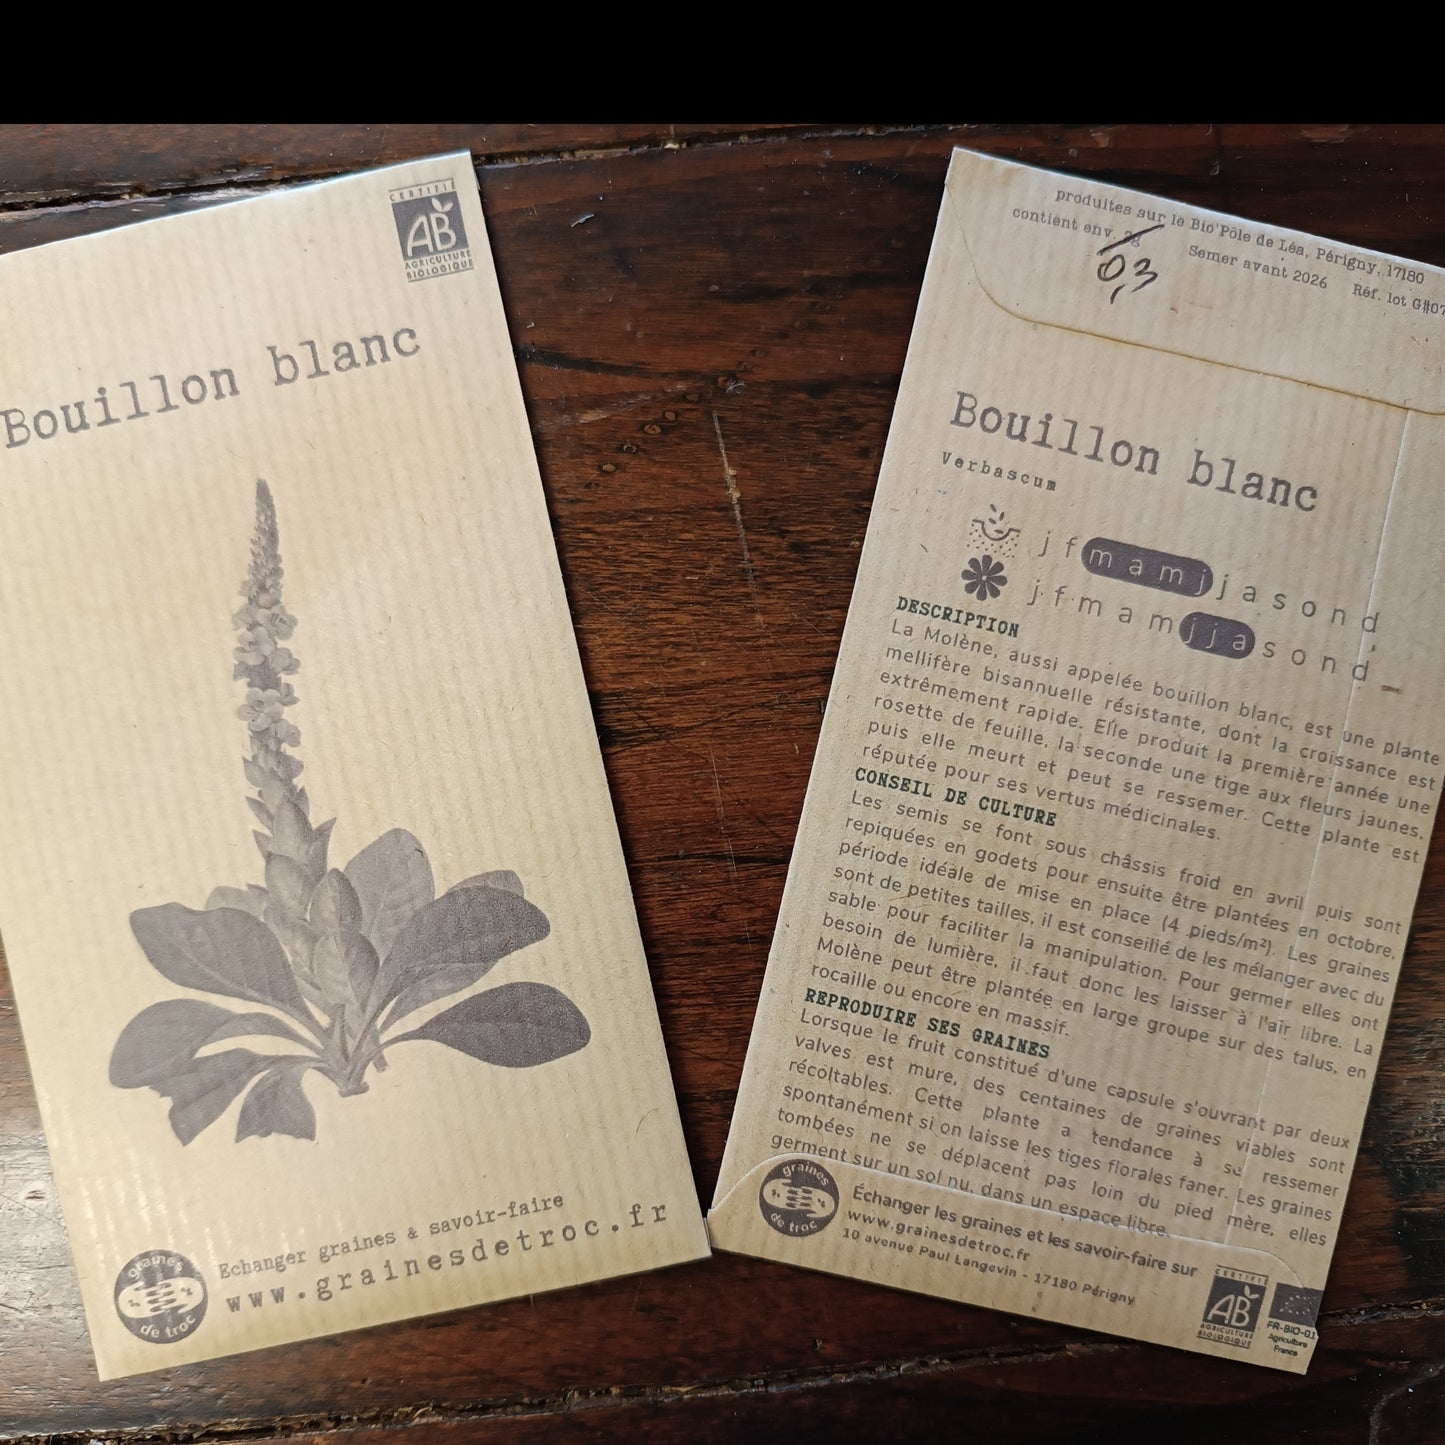 CERTIFIÉ
AB
AGRICULTURE
BIOLOGIQUE
Bouillon blanc
graines
de troc
Echanger graines & savoir-faire
www.grainesdetroc.fr
produites sur le Bio'Pôle de Léa, Périgny, 17180
contient env. 2g
0,3
Semer avant 2026 Réf. lot G#07
Bouillon blanc
Verbascum
j f m a m j j a s o n d
j f m a m j j a s o n d
DESCRIPTION
La Molène, aussi appelée bouillon blanc, est une plante
mellifère bisannuelle résistante, dont la croissance est
extrêmement rapide. Elle produit la première année une
rosette de feuille, la seconde une tige aux fleurs jaunes,
puis elle meurt et peut se ressemer. Cette plante est
réputée pour ses vertus médicinales.
CONSEIL DE CULTURE
Les semis se font sous châssis froid en avril puis sont
repiquées en godets pour ensuite être plantées en octobre,
période idéale de mise en place (4 pieds/m²). Les graines
sont de petites tailles, il est conseillé de les mélanger avec du
sable pour faciliter la manipulation. Pour germer elles ont
besoin de lumière, il faut donc les laisser à l'air libre. La
Molène peut être plantée en large groupe sur des talus, en
rocaille ou encore en massif.
REPRODUIRE SES GRAINES
Lorsque le fruit constitué d'une capsule s'ouvrant par deux
valves est mure, des centaines de graines viables sont
récoltables. Cette plante a tendance à se ressemer
spontanément si on laisse les tiges florales faner. Les graines
tombées ne se déplacent pas loin du pied mère, elles
germent sur un sol nu, dans un espace libre.
graines
de troc
Échanger les graines et les savoir-faire sur
www.grainesdetroc.fr
10 avenue Paul Langevin - 17180 Périgny
CERTIFIÉ
AB
AGRICULTURE
BIOLOGIQUE
FR-BIO-01
Agriculture
France